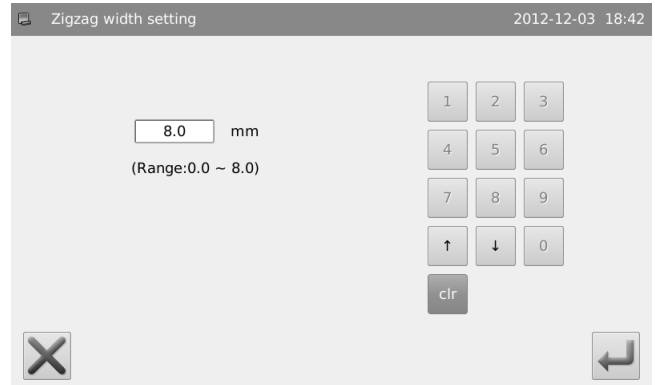 Zigzag width setting 2012-12-03 18:42
8.0 mm
(Range:0.0 ~ 8.0)
1 2 3
4 5 6
7 8 9
↑ ↓ 0
clr